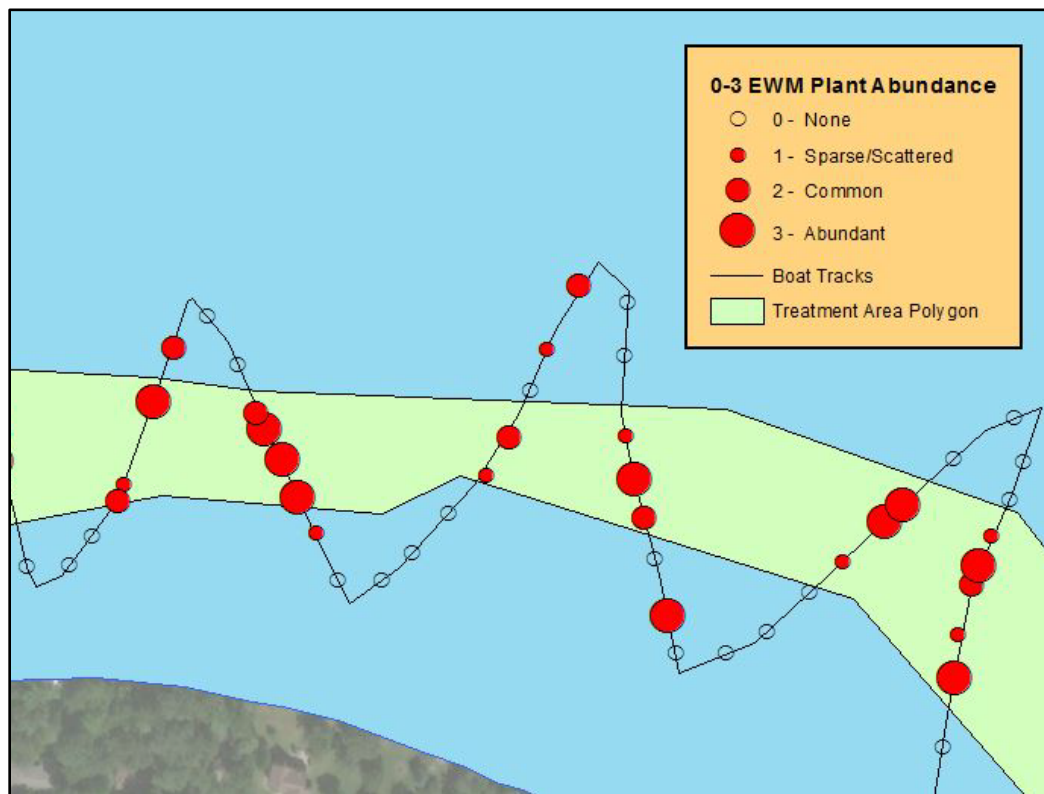 0-3 EWM Plant Abundance
0 - None
1 - Sparse/Scattered
2 - Common
3 - Abundant
Boat Tracks
Treatment Area Polygon